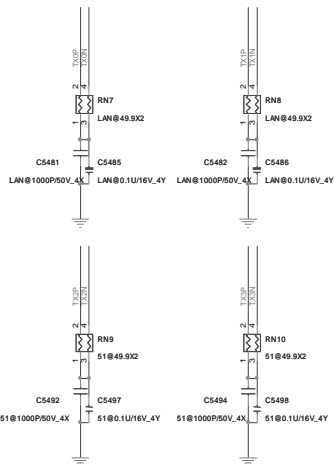 TX0P
TX0N
2
4
RN7
LAN@49.9X2
1
3
C5481
C5485
LAN@1000P/50V_4X
LAN@0.1U/16V_4Y
TX1P
TX1N
2
4
RN8
LAN@49.9X2
1
3
C5482
C5486
LAN@1000P/50V_4X
LAN@0.1U/16V_4Y
TX2P
TX2N
2
4
RN9
51@49.9X2
1
3
C5492
C5497
51@1000P/50V_4X
51@0.1U/16V_4Y
TX3P
TX3N
2
4
RN10
51@49.9X2
1
3
C5494
C5498
51@1000P/50V_4X
51@0.1U/16V_4Y